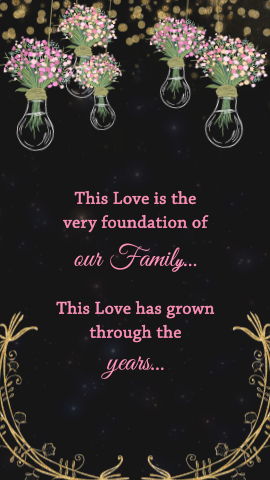 This Love is the
very foundation of
our Family...
This Love has grown
through the
years...